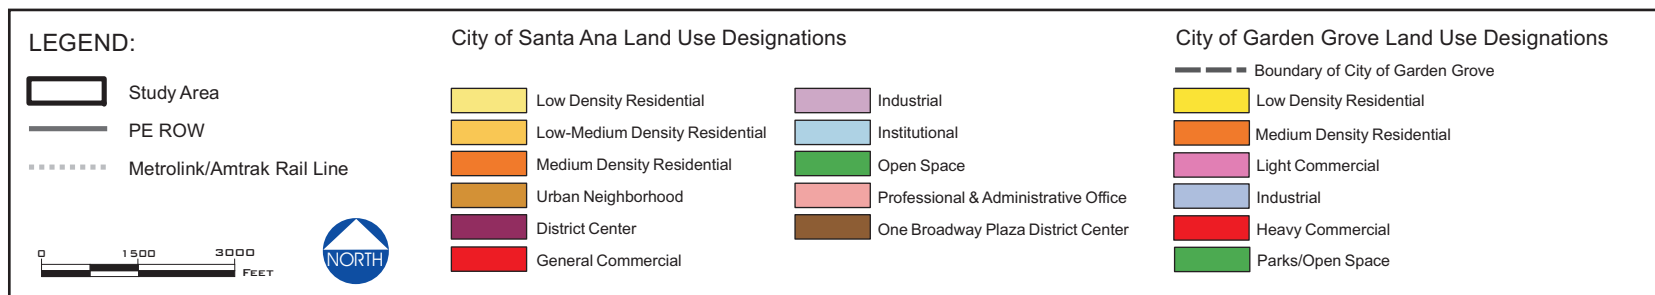 LEGEND:
Study Area
PE ROW
Metrolink/Amtrak Rail Line
0 1500 3000
FEET
NORTH
City of Santa Ana Land Use Designations
Low Density Residential
Low-Medium Density Residential
Medium Density Residential
Urban Neighborhood
District Center
General Commercial
Industrial
Institutional
Open Space
Professional & Administrative Office
One Broadway Plaza District Center
City of Garden Grove Land Use Designations
Boundary of City of Garden Grove
Low Density Residential
Medium Density Residential
Light Commercial
Industrial
Heavy Commercial
Parks/Open Space